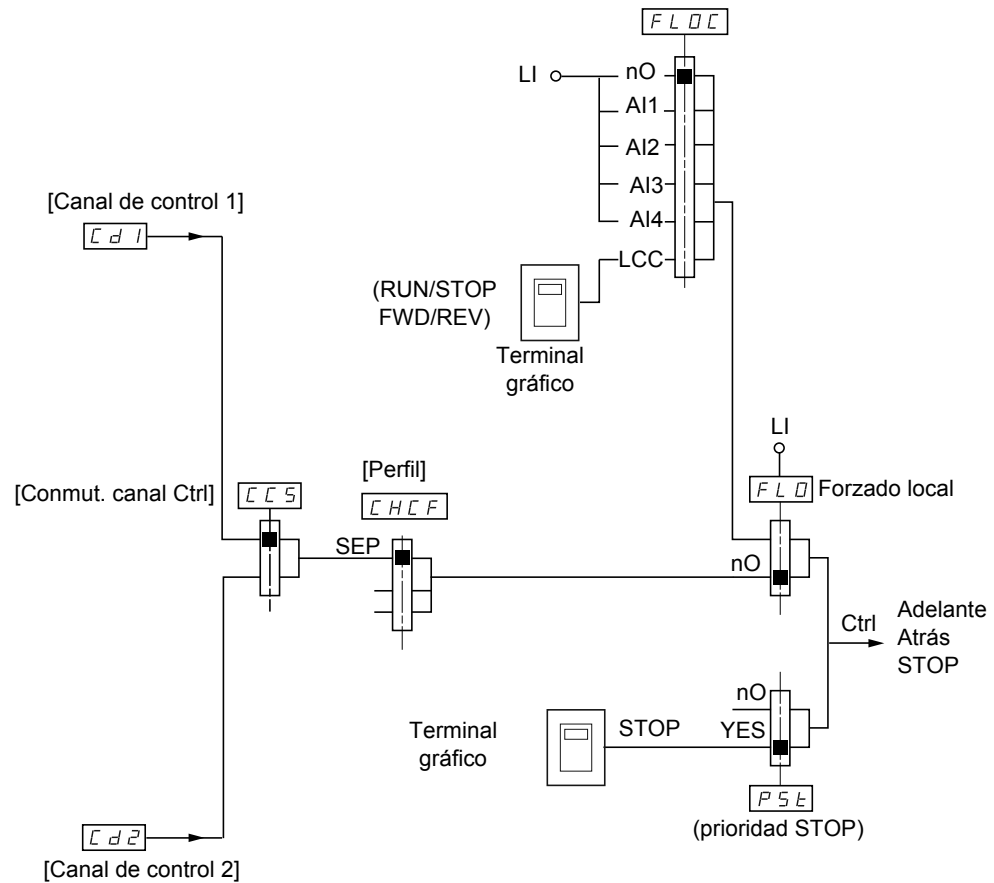 FLOC
LI
nO
AI1
AI2
AI3
AI4
LCC
(RUN/STOP
FWD/REV)
Terminal
gráfico
[Canal de control 1]
Cd1
[Conmut. canal Ctrl]
CCS
[Perfil]
CHCF
SEP
LI
FLO
Forzado local
nO
Ctrl
Adelante
Atrás
STOP
Terminal
gráfico
STOP
nO
YES
PSt
(prioridad STOP)
Cd2
[Canal de control 2]